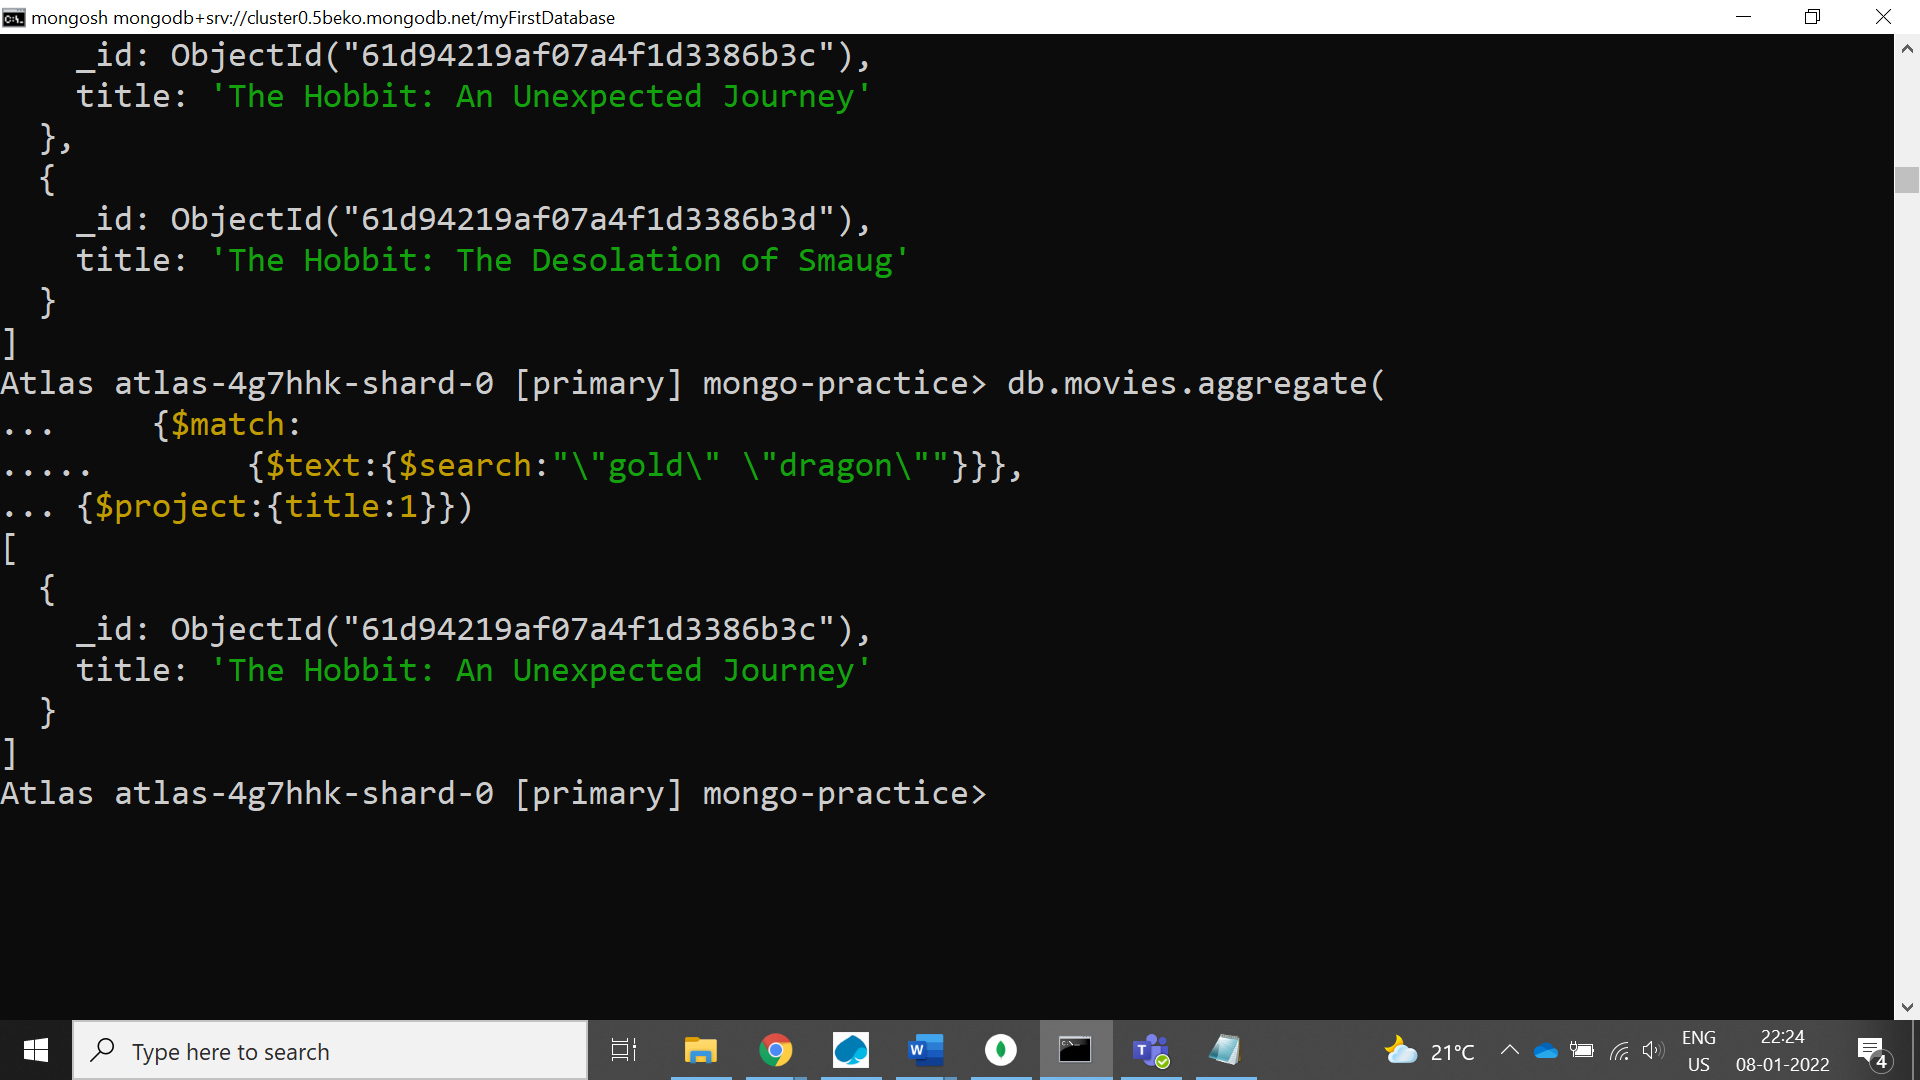 mongosh mongodb+srv://cluster0.5beko.mongodb.net/myFirstDatabase
_id: ObjectId("61d94219af07a4f1d3386b3c"),
title: 'The Hobbit: An Unexpected Journey'
},
{
_id: ObjectId("61d94219af07a4f1d3386b3d"),
title: 'The Hobbit: The Desolation of Smaug'
}
]
Atlas atlas-4g7hhk-shard-0 [primary] mongo-practice> db.movies.aggregate(
... {$match:
..... {$text:{$search:"\"gold\" \"dragon\""}}},
... {$project:{title:1}})
[
{
_id: ObjectId("61d94219af07a4f1d3386b3c"),
title: 'The Hobbit: An Unexpected Journey'
}
]
Atlas atlas-4g7hhk-shard-0 [primary] mongo-practice>
Type here to search
21°C
ENG
US
22:24
08-01-2022
4